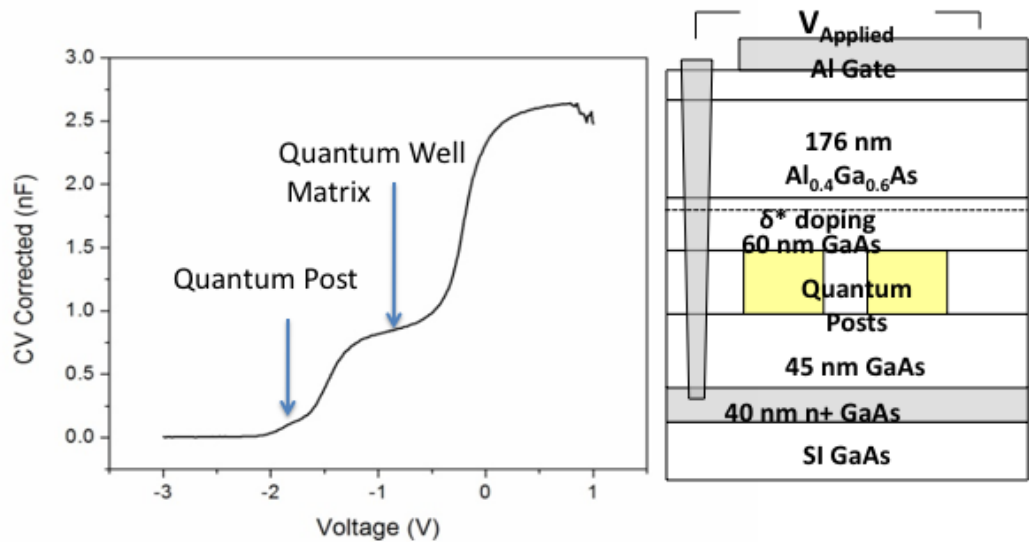 3.0
2.5
2.0
1.5
1.0
0.5
0.0
CV Corrected (nF)
Quantum Well
Matrix
Quantum Post
-3
-2
-1
0
1
Voltage (V)
VApplied
Al Gate
176 nm
Al0.4Ga0.6As
δ* doping
60 nm GaAs
Quantum
Posts
45 nm GaAs
40 nm n+ GaAs
SI GaAs